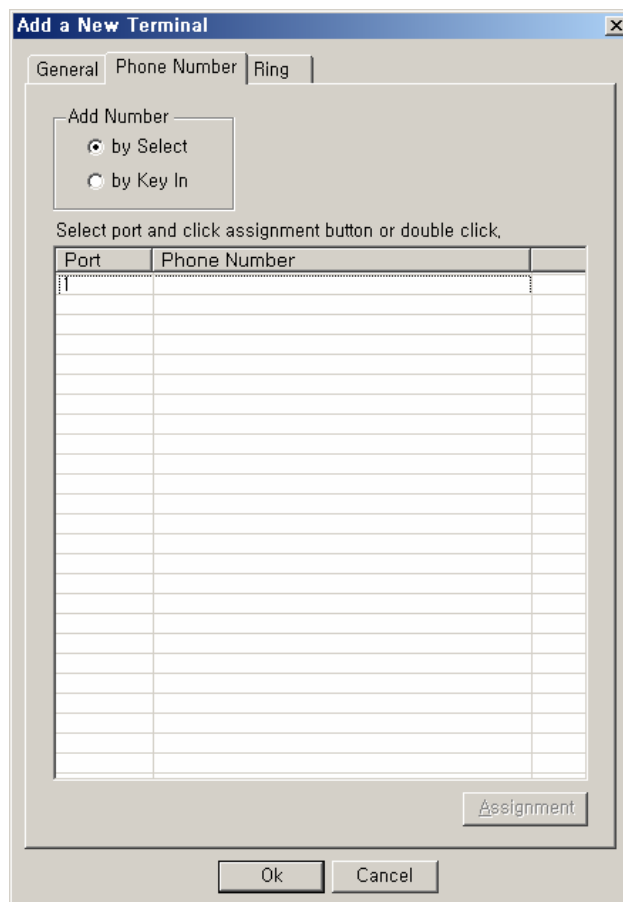 Add a New Terminal
General Phone Number Ring
Add Number
by Select
by Key In
Select port and click assignment button or double click.
Port Phone Number
1
Assignment
Ok Cancel